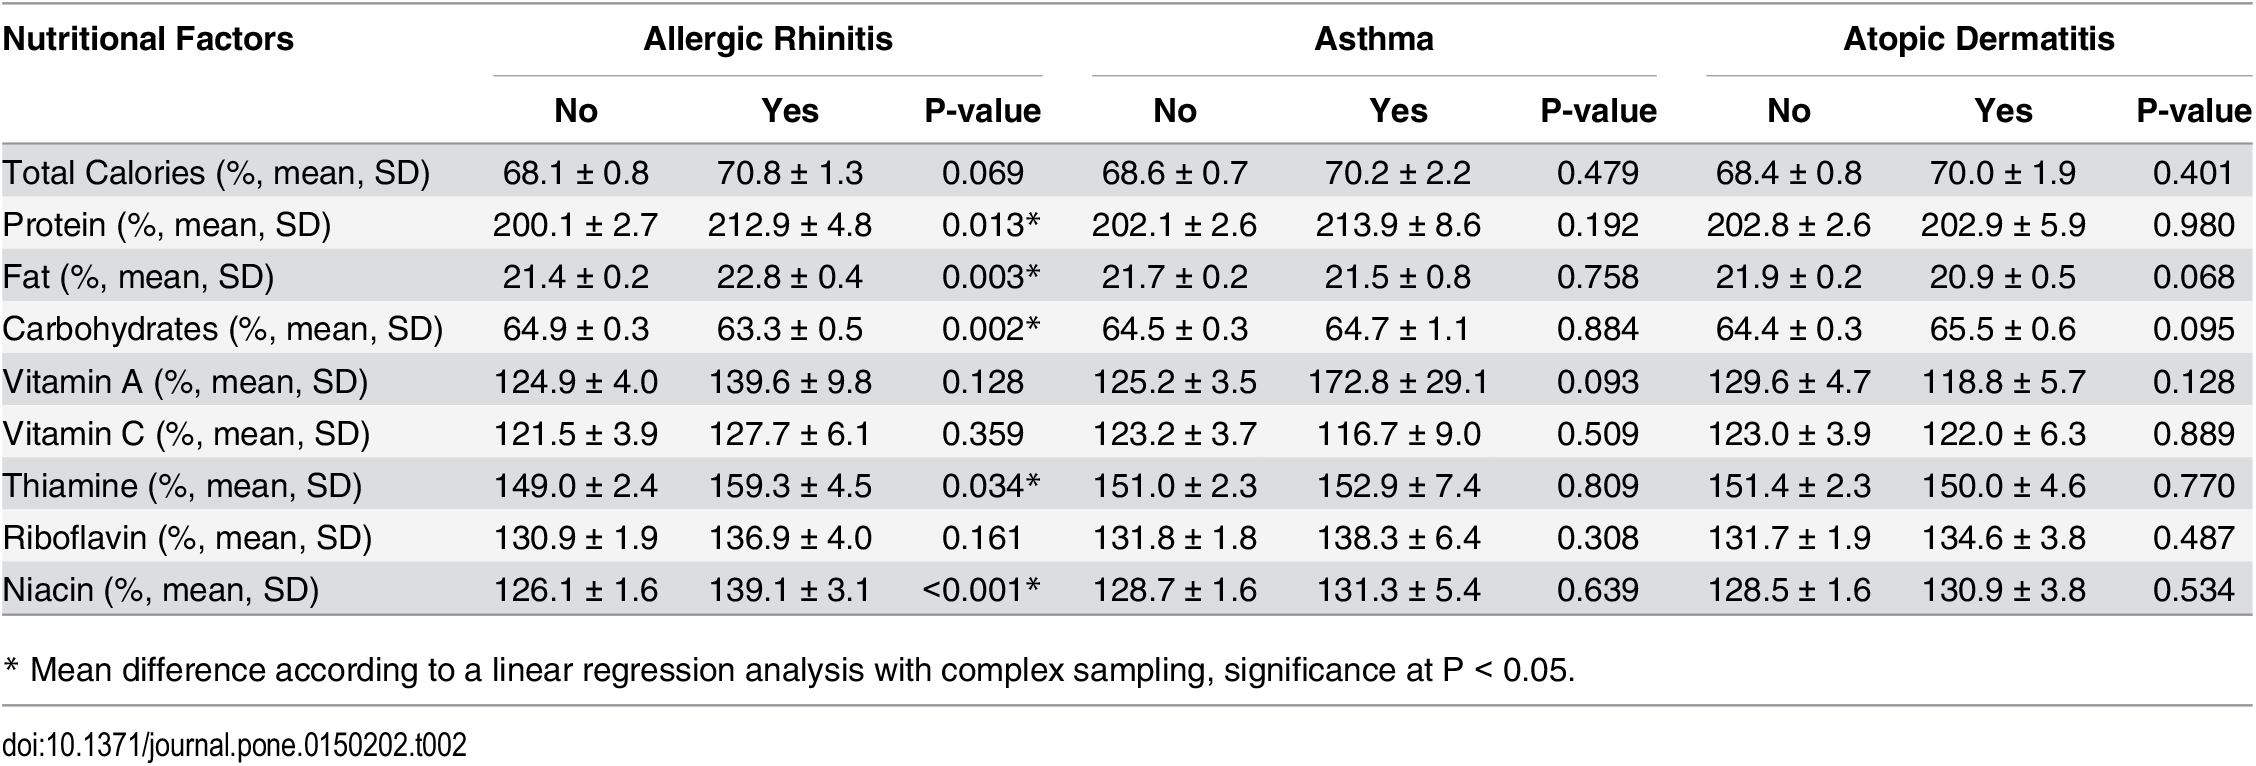 Nutritional Factors Allergic Rhinitis Asthma Atopic Dermatitis
No Yes P-value No Yes P-value No Yes P-value
Total Calories (%, mean, SD) 68.1 ± 0.8 70.8 ± 1.3 0.069 68.6 ± 0.7 70.2 ± 2.2 0.479 68.4 ± 0.8 70.0 ± 1.9 0.401
Protein (%, mean, SD) 200.1 ± 2.7 212.9 ± 4.8 0.013* 202.1 ± 2.6 213.9 ± 8.6 0.192 202.8 ± 2.6 202.9 ± 5.9 0.980
Fat (%, mean, SD) 21.4 ± 0.2 22.8 ± 0.4 0.003* 21.7 ± 0.2 21.5 ± 0.8 0.758 21.9 ± 0.2 20.9 ± 0.5 0.068
Carbohydrates (%, mean, SD) 64.9 ± 0.3 63.3 ± 0.5 0.002* 64.5 ± 0.3 64.7 ± 1.1 0.884 64.4 ± 0.3 65.5 ± 0.6 0.095
Vitamin A (%, mean, SD) 124.9 ± 4.0 139.6 ± 9.8 0.128 125.2 ± 3.5 172.8 ± 29.1 0.093 129.6 ± 4.7 118.8 ± 5.7 0.128
Vitamin C (%, mean, SD) 121.5 ± 3.9 127.7 ± 6.1 0.359 123.2 ± 3.7 116.7 ± 9.0 0.509 123.0 ± 3.9 122.0 ± 6.3 0.889
Thiamine (%, mean, SD) 149.0 ± 2.4 159.3 ± 4.5 0.034* 151.0 ± 2.3 152.9 ± 7.4 0.809 151.4 ± 2.3 150.0 ± 4.6 0.770
Riboflavin (%, mean, SD) 130.9 ± 1.9 136.9 ± 4.0 0.161 131.8 ± 1.8 138.3 ± 6.4 0.308 131.7 ± 1.9 134.6 ± 3.8 0.487
Niacin (%, mean, SD) 126.1 ± 1.6 139.1 ± 3.1 <0.001* 128.7 ± 1.6 131.3 ± 5.4 0.639 128.5 ± 1.6 130.9 ± 3.8 0.534
* Mean difference according to a linear regression analysis with complex sampling, significance at P < 0.05.
doi:10.1371/journal.pone.0150202.t002